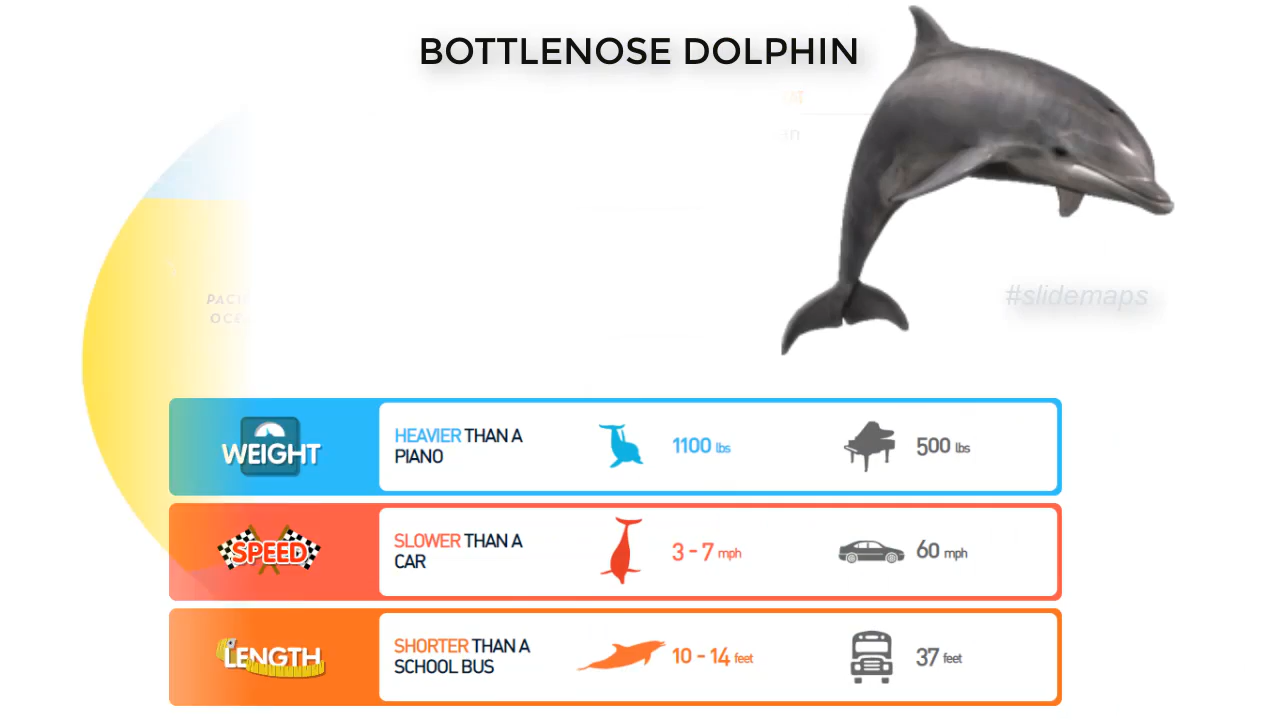 BOTTLENOSE DOLPHIN
#slidemaps
WEIGHT
HEAVIER THAN A
PIANO
1100 lbs
500 lbs
SPEED
SLOWER THAN A
CAR
3 - 7 mph
60 mph
LENGTH
SHORTER THAN A
SCHOOL BUS
10 - 14 feet
37 feet